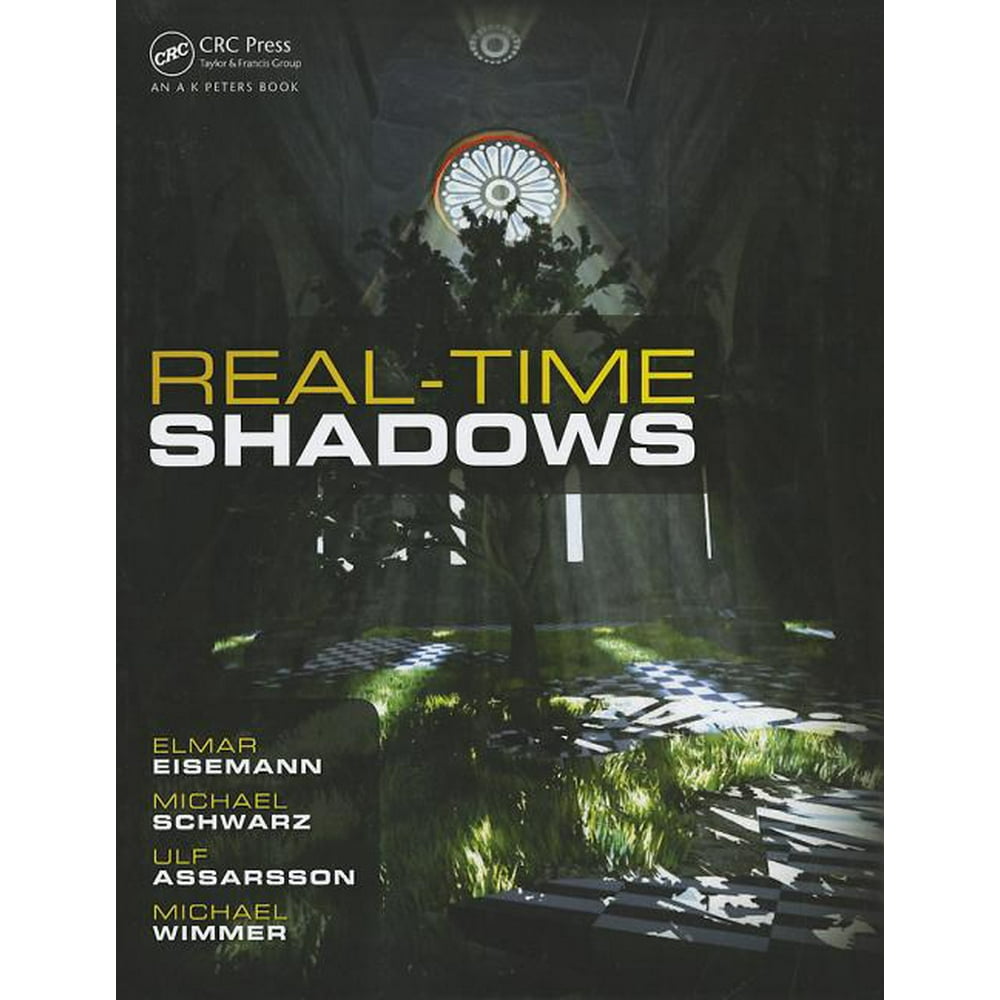 CRC
CRC Press
Taylor & Francis Group
AN A K PETERS BOOK
REAL-TIME
SHADOWS
ELMAR
EISEMANN
MICHAEL
SCHWARZ
ULF
ASSARSSON
MICHAEL
WIMMER